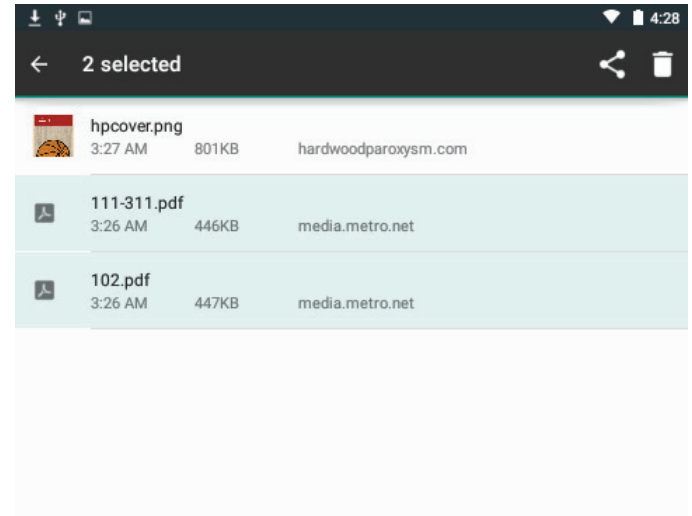 4:28
2 selected
hpcover.png
3:27 AM 801KB hardwoodparoxysm.com
111-311.pdf
3:26 AM 446KB media.metro.net
102.pdf
3:26 AM 447KB media.metro.net